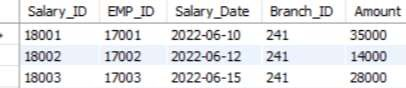 Salary_ID EMP_ID Salary_Date Branch_ID Amount
18001 17001 2022-06-10 241 35000
18002 17002 2022-06-12 241 14000
18003 17003 2022-06-15 241 28000